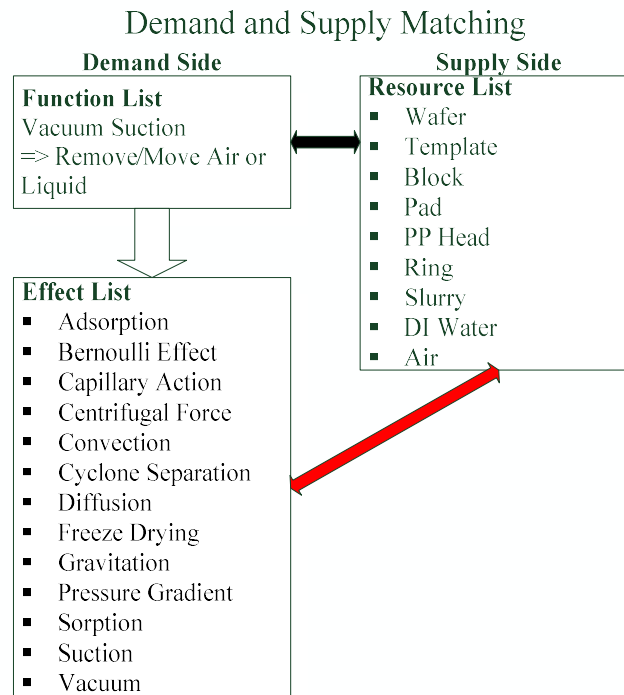 Demand and Supply Matching
Demand Side
Function List
Vacuum Suction
=> Remove/Move Air or
Liquid
Supply Side
Resource List
▪ Wafer
▪ Template
▪ Block
▪ Pad
▪ PP Head
▪ Ring
▪ Slurry
▪ DI Water
▪ Air
Effect List
▪ Adsorption
▪ Bernoulli Effect
▪ Capillary Action
▪ Centrifugal Force
▪ Convection
▪ Cyclone Separation
▪ Diffusion
▪ Freeze Drying
▪ Gravitation
▪ Pressure Gradient
▪ Sorption
▪ Suction
▪ Vacuum